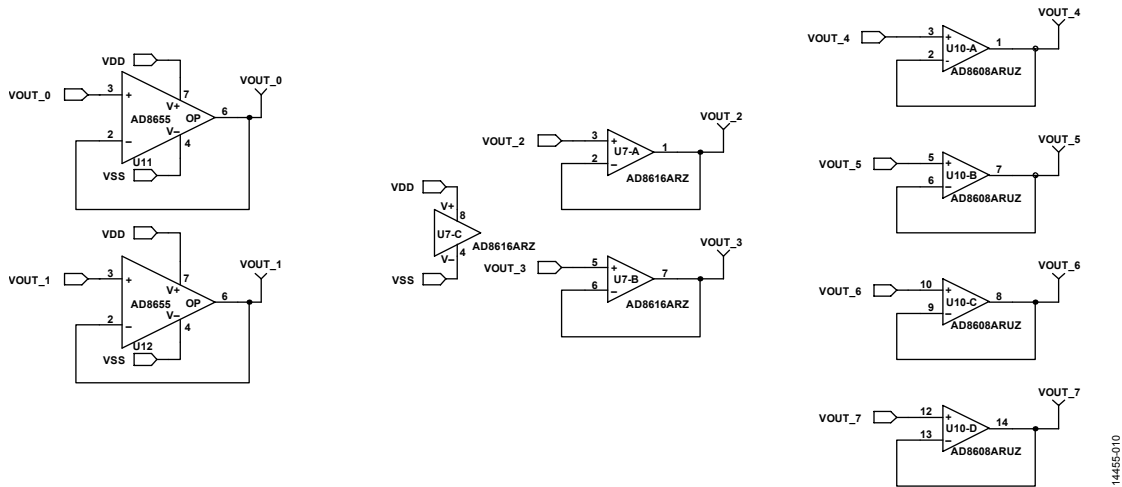 VDD
VOUT_0
3
+
7
V+
AD8655
OP
6
VOUT_0
2
−
V−
4
U11
VSS
VDD
VOUT_1
3
+
7
V+
AD8655
OP
6
VOUT_1
2
−
V−
4
U12
VSS
VDD
V+
8
U7-C
AD8616ARZ
V−
4
VSS
VOUT_2
3
+
2
−
U7-A
1
VOUT_2
AD8616ARZ
VOUT_3
5
+
6
−
U7-B
7
VOUT_3
AD8616ARZ
VOUT_4
3
+
2
-
U10-A
1
VOUT_4
AD8608ARUZ
VOUT_5
5
+
6
−
U10-B
7
VOUT_5
AD8608ARUZ
VOUT_6
10
+
9
−
U10-C
8
VOUT_6
AD8608ARUZ
VOUT_7
12
+
13
−
U10-D
14
VOUT_7
AD8608ARUZ
14455-010